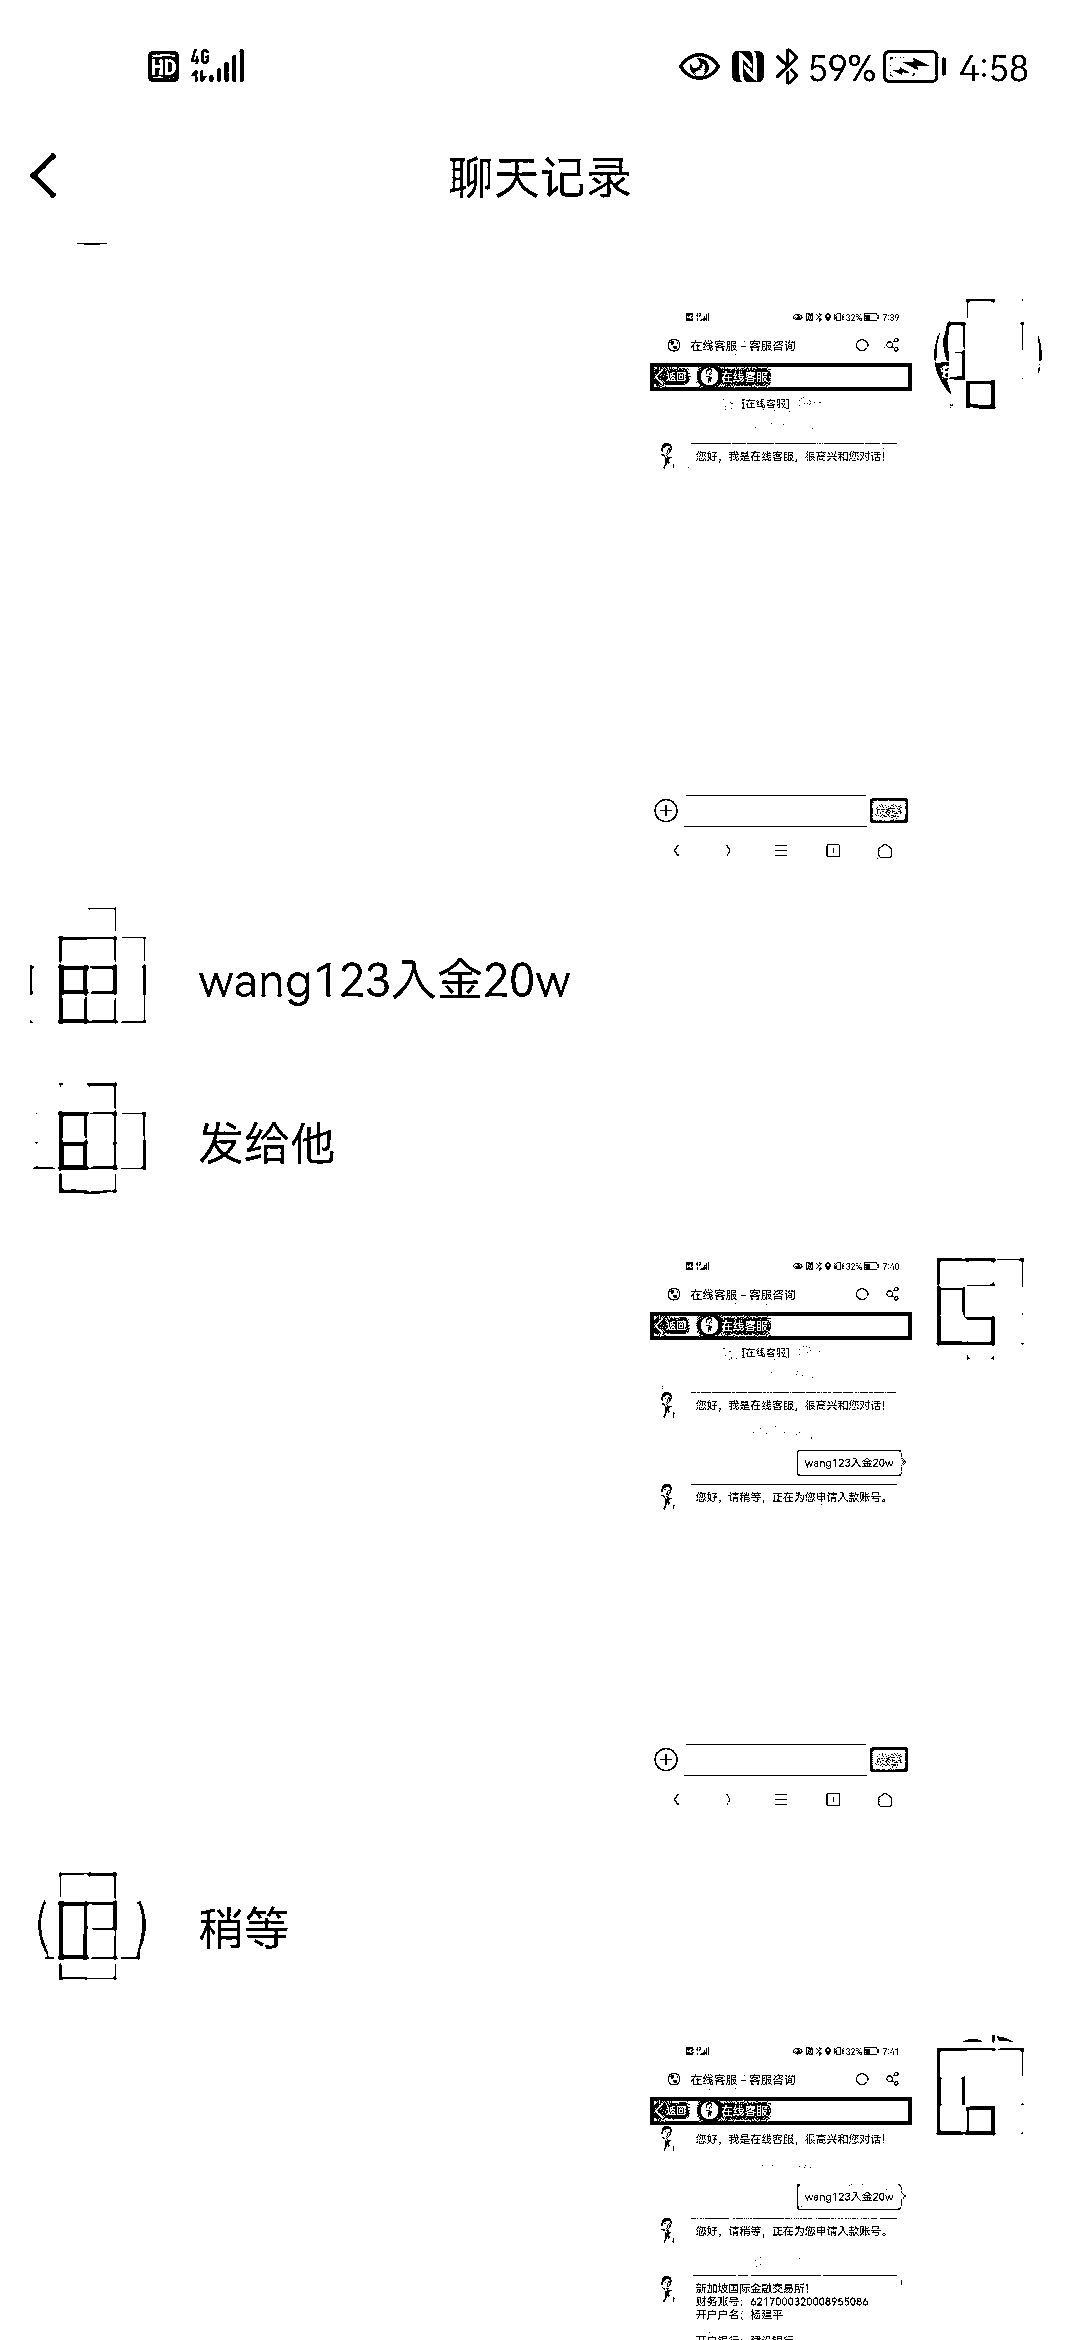 HD 4G 59% 4:58
聊天记录
32% 7:39
在线客服 - 客服咨询
返回 在线客服
[在线客服]
您好，我是在线客服，很高兴和您对话！
wang123入金20w
发给他
32% 7:40
在线客服 - 客服咨询
返回 在线客服
[在线客服]
您好，我是在线客服，很高兴和您对话！
wang123入金20w
您好，请稍等，正在为您申请入款账号。
稍等
32% 7:41
在线客服 - 客服咨询
返回 在线客服
您好，我是在线客服，很高兴和您对话！
wang123入金20w
您好，请稍等，正在为您申请入款账号。
新加坡国际金融交易所！
财务账号：6217000320008955086
开户户名：杨建平